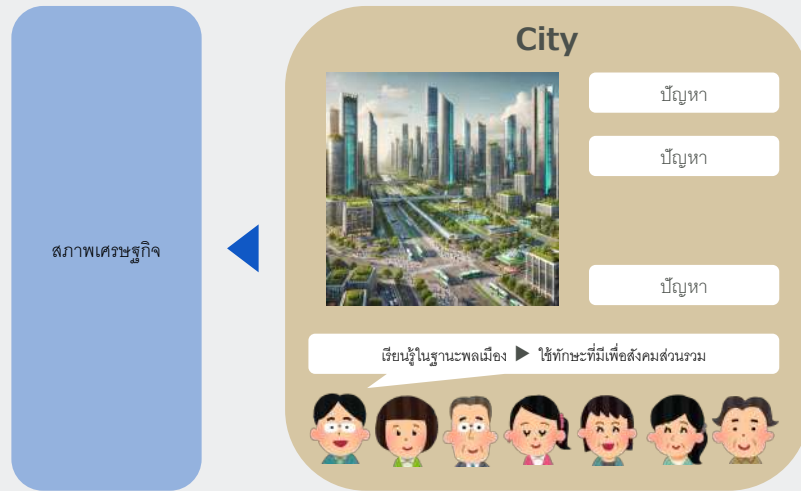 City
ปัญหา
ปัญหา
สภาพเศรษฐกิจ
ปัญหา
เรียนรู้ในฐานะพลเมือง ▶ ใช้ทักษะที่มีเพื่อสังคมส่วนรวม